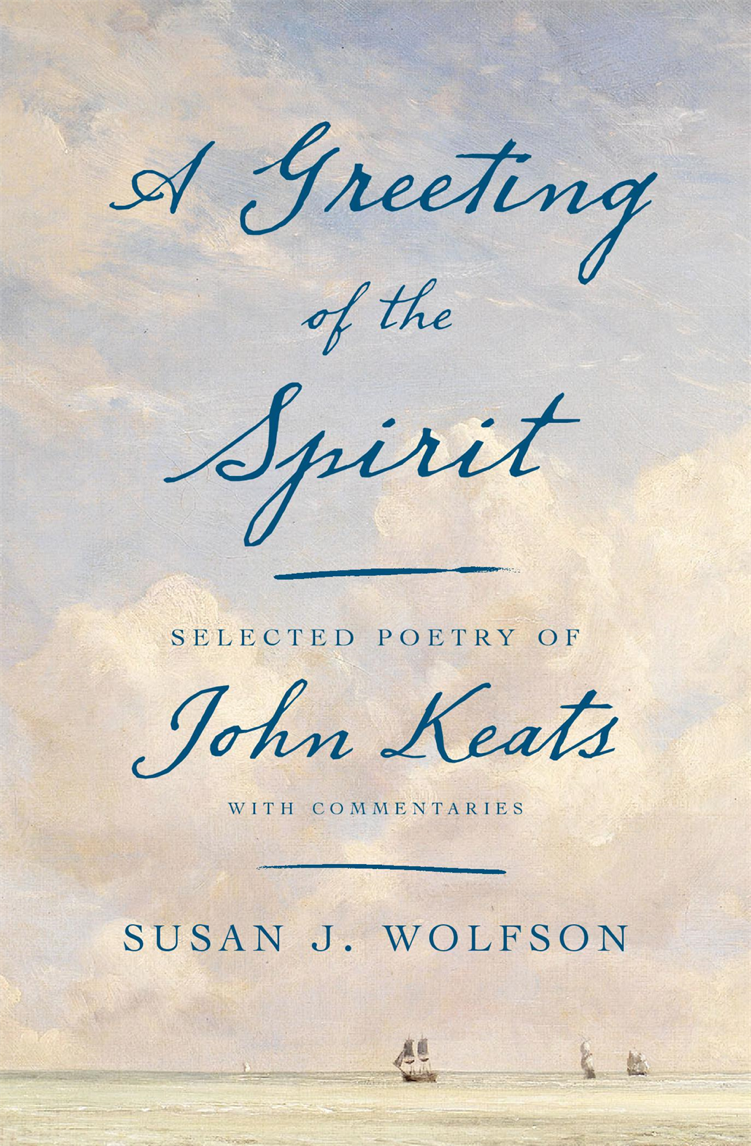 A Greeting
of the
Spirit
SELECTED POETRY OF
John Keats
WITH COMMENTARIES
SUSAN J. WOLFSON